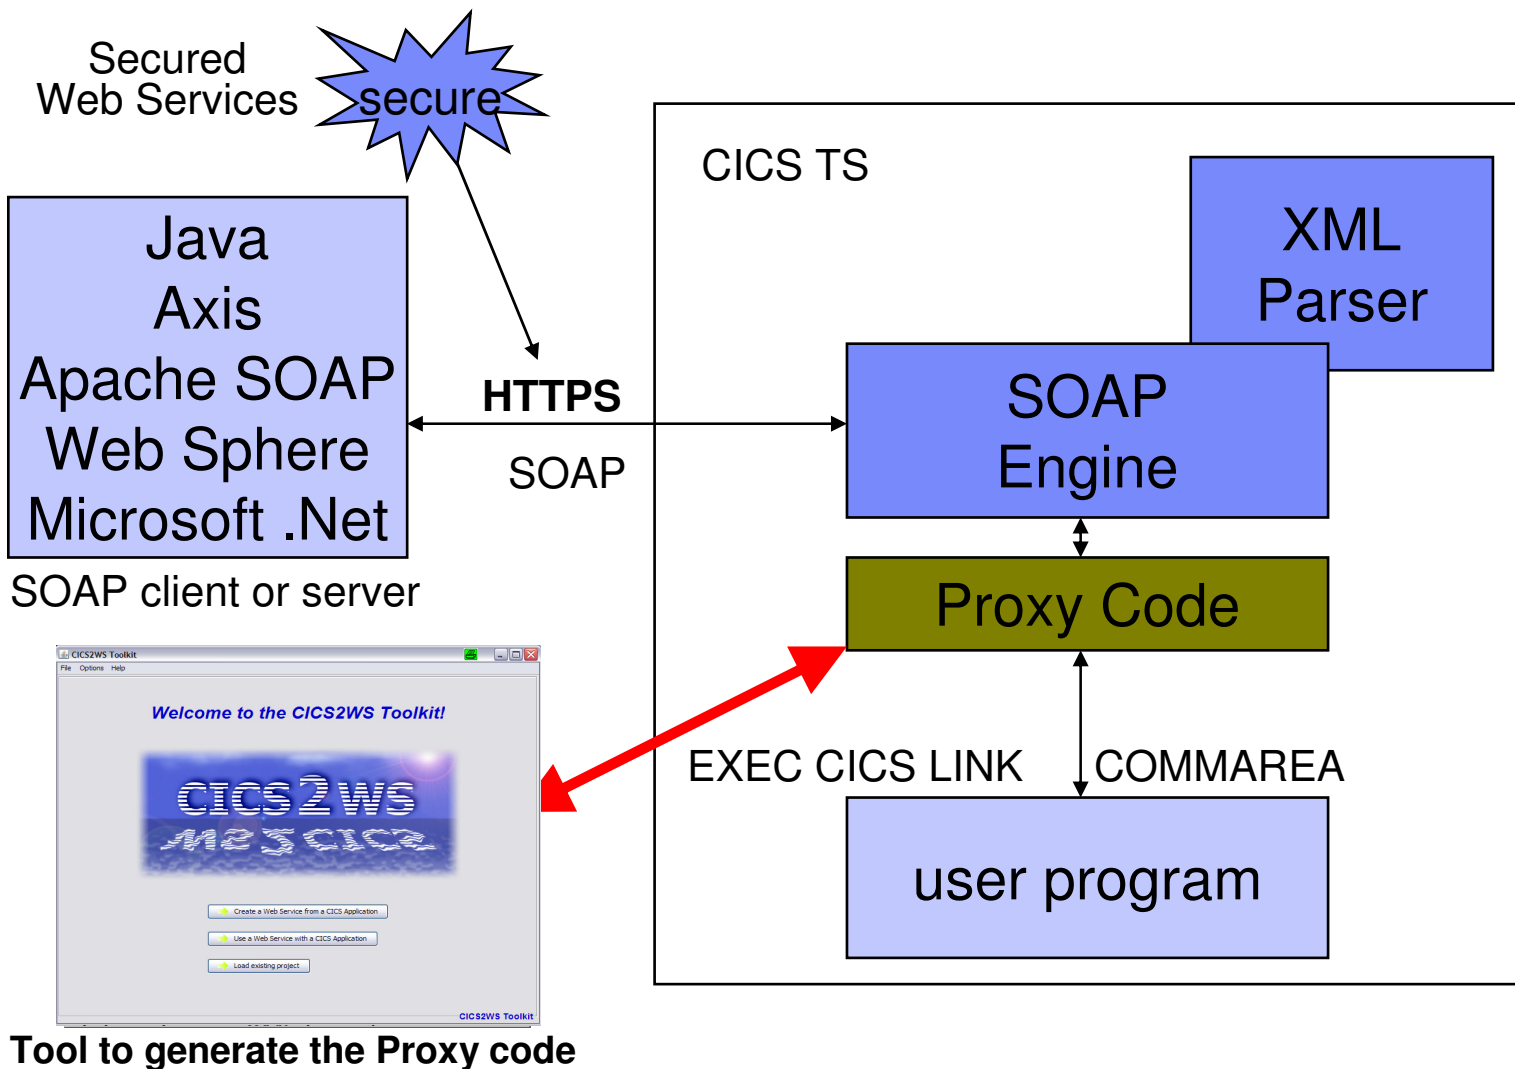 Secured
Web Services
secure
CICS TS
XML
Parser
Java
Axis
Apache SOAP
Web Sphere
Microsoft .Net
HTTPS
SOAP
SOAP
Engine
SOAP client or server
Proxy Code
CICS2WS Toolkit
File Options Help
Welcome to the CICS2WS Toolkit!
CICS2WS
Create a Web Service from a CICS Application
Use a Web Service with a CICS Application
Load existing project
CICS2WS Toolkit
EXEC CICS LINK
COMMAREA
user program
Tool to generate the Proxy code